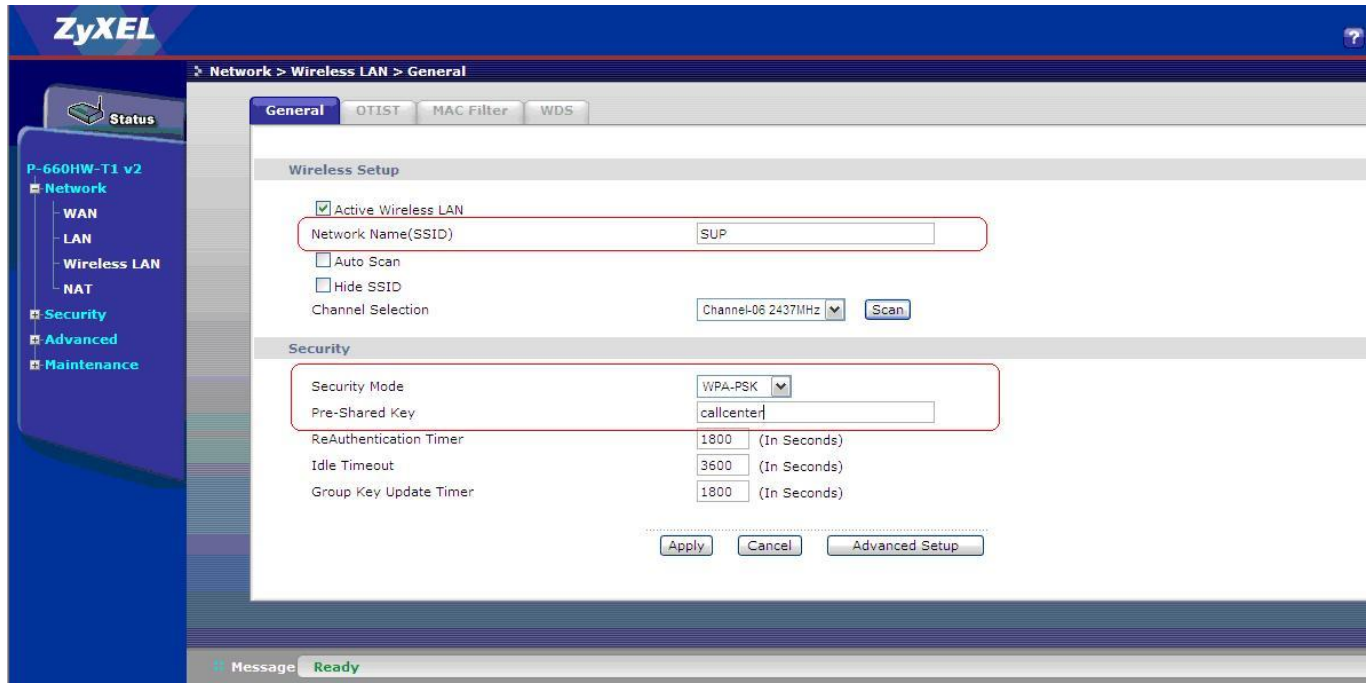 ZyXEL
?
Network > Wireless LAN > General
Status
General OTIST MAC Filter WDS
P-660HW-T1 v2
Network
WAN
LAN
Wireless LAN
NAT
Security
Advanced
Maintenance
Wireless Setup
Active Wireless LAN
Network Name(SSID) SUP
Auto Scan
Hide SSID
Channel Selection Channel-06 2437MHz Scan
Security
Security Mode WPA-PSK
Pre-Shared Key callcenter
ReAuthentication Timer 1800 (In Seconds)
Idle Timeout 3600 (In Seconds)
Group Key Update Timer 1800 (In Seconds)
Apply Cancel Advanced Setup
Message Ready